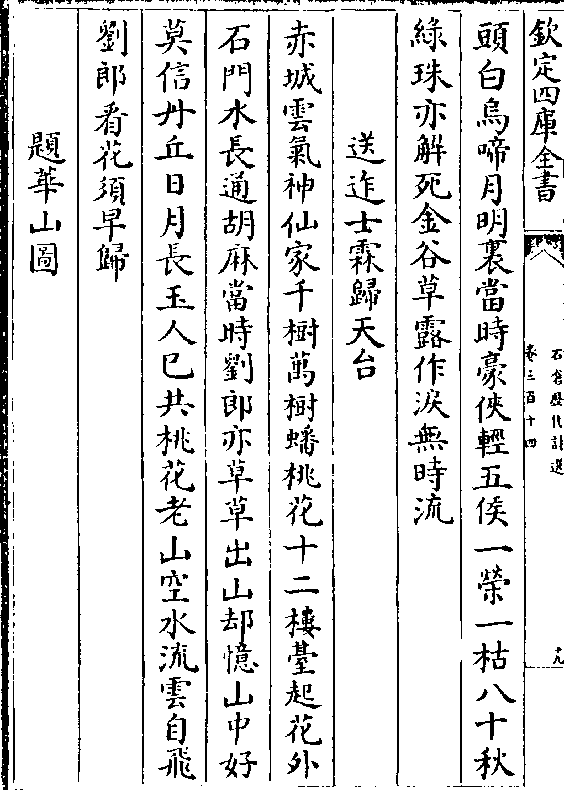 欽定四庫全書
石倉歷代詩選
卷三百十四
十九
頭白烏啼月明裏當時豪俠輕五侯一榮一枯八十秋
綠珠亦解死金谷草露作淚無時流
送迮士霖歸天台
赤城雲氣神仙家千樹萬樹蟠桃花十二樓臺起花外
石門水長通胡麻當時劉郎亦草草出山却憶山中好
莫信丹丘日月長玉人已共桃花老山空水流雲自飛
劉郎看花須早歸
題華山圖